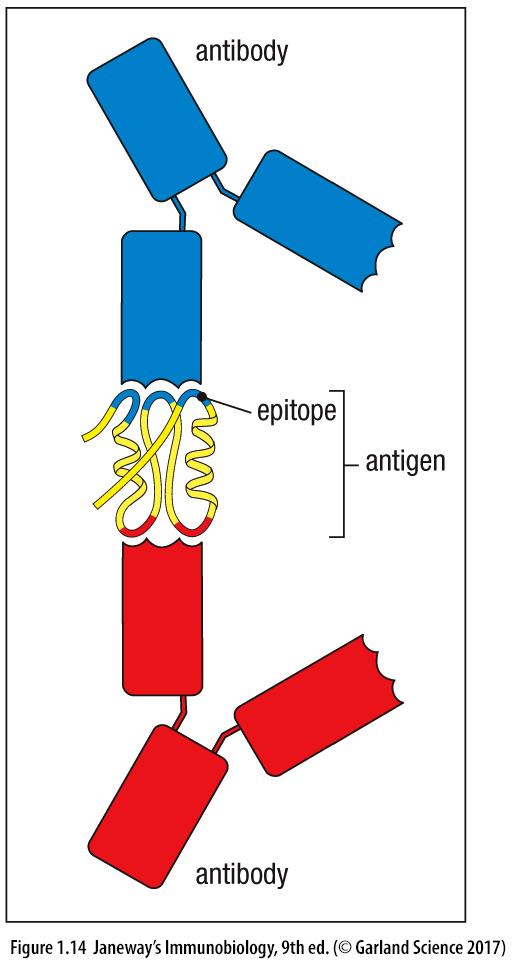 antibody
epitope
antigen
antibody
Figure 1.14 Janeway's Immunobiology, 9th ed. (© Garland Science 2017)